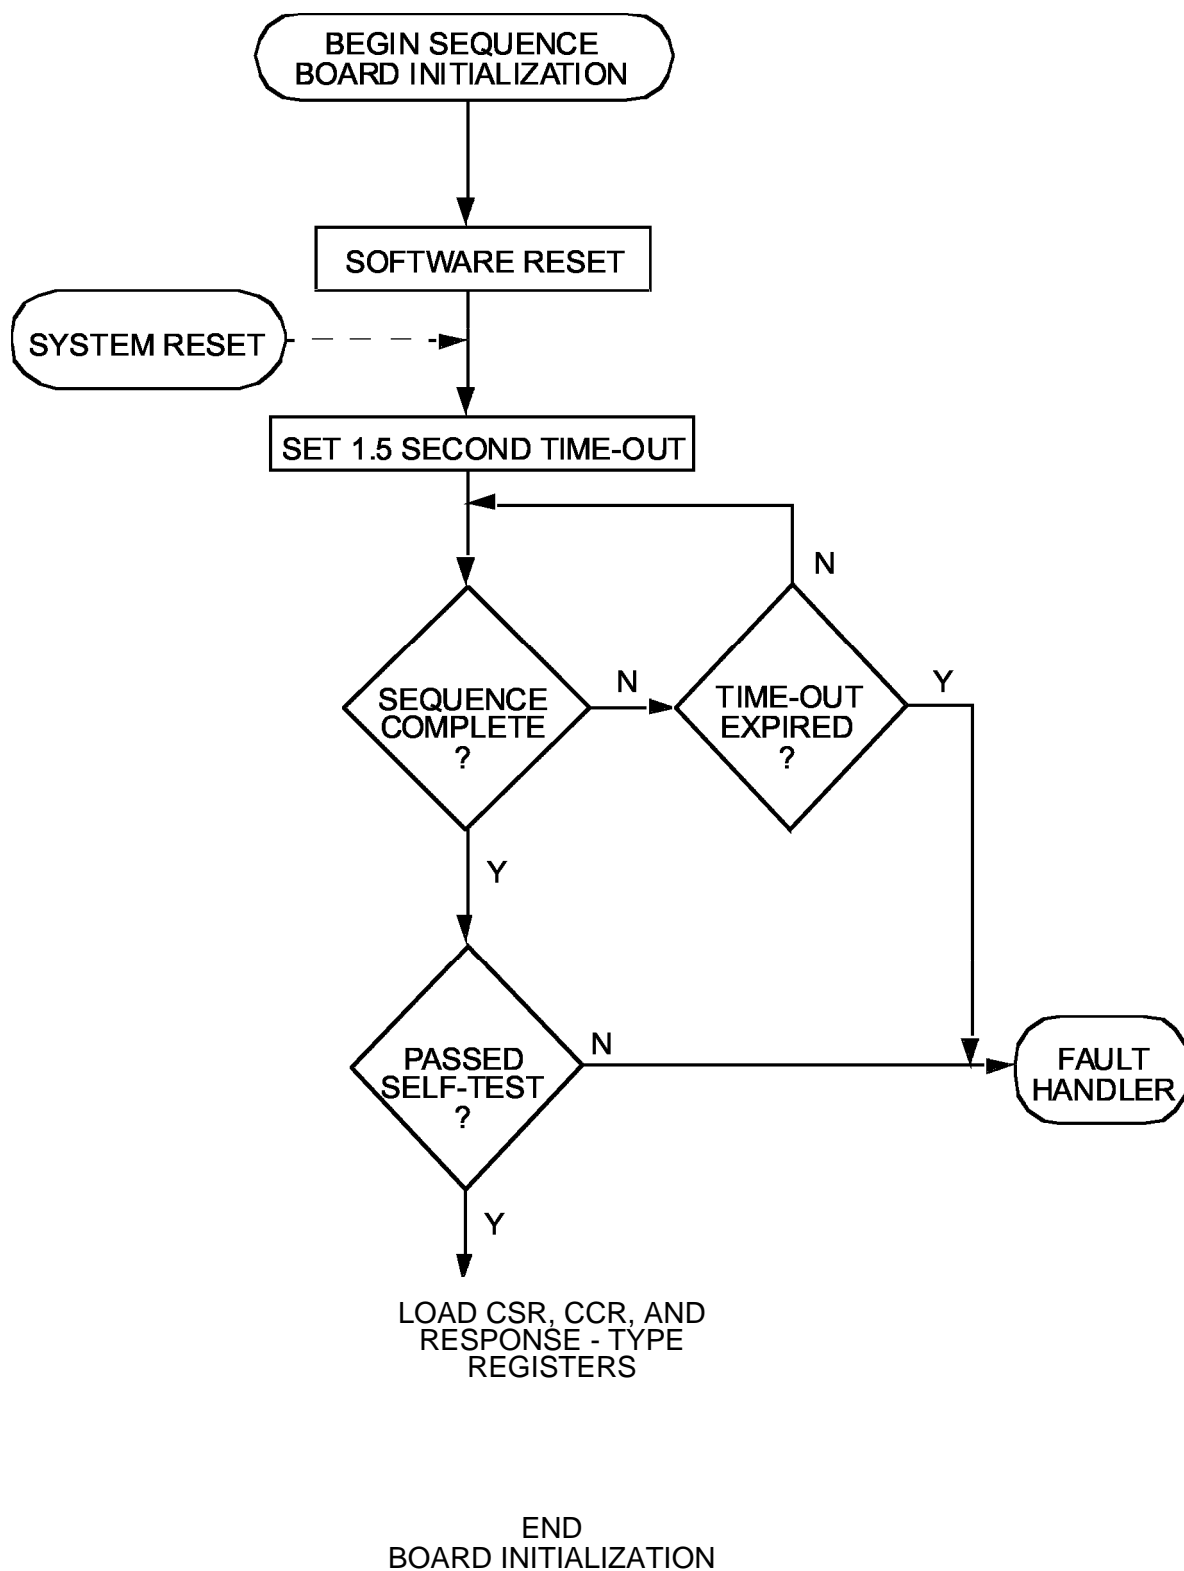 BEGIN SEQUENCE
BOARD INITIALIZATION
SOFTWARE RESET
SYSTEM RESET
SET 1.5 SECOND TIME-OUT
N
SEQUENCE
COMPLETE
?
N
TIME-OUT
EXPIRED
?
Y
Y
PASSED
SELF-TEST
?
N
FAULT
HANDLER
Y
LOAD CSR, CCR, AND
RESPONSE - TYPE
REGISTERS
END
BOARD INITIALIZATION